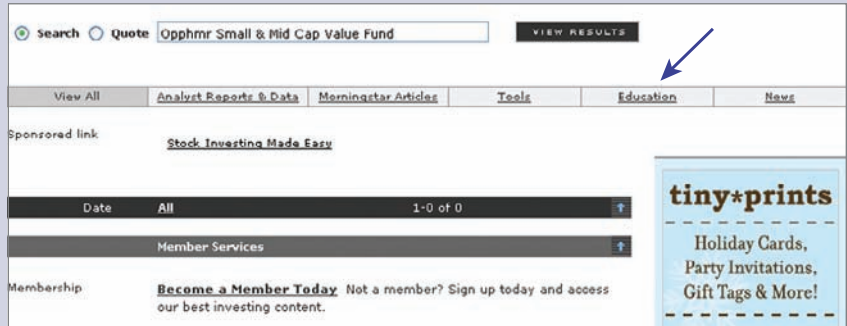 Search Quote Opphmr Small & Mid Cap Value Fund VIEW RESULTS
View All Analyst Reports & Data Morningstar Articles Tools Education News
Sponsored link
Stock Investing Made Easy
Date All 1-0 of 0
Member Services
Membership Become a Member Today Not a member? Sign up today and access
our best investing content.
tiny*prints
Holiday Cards,
Party Invitations,
Gift Tags & More!